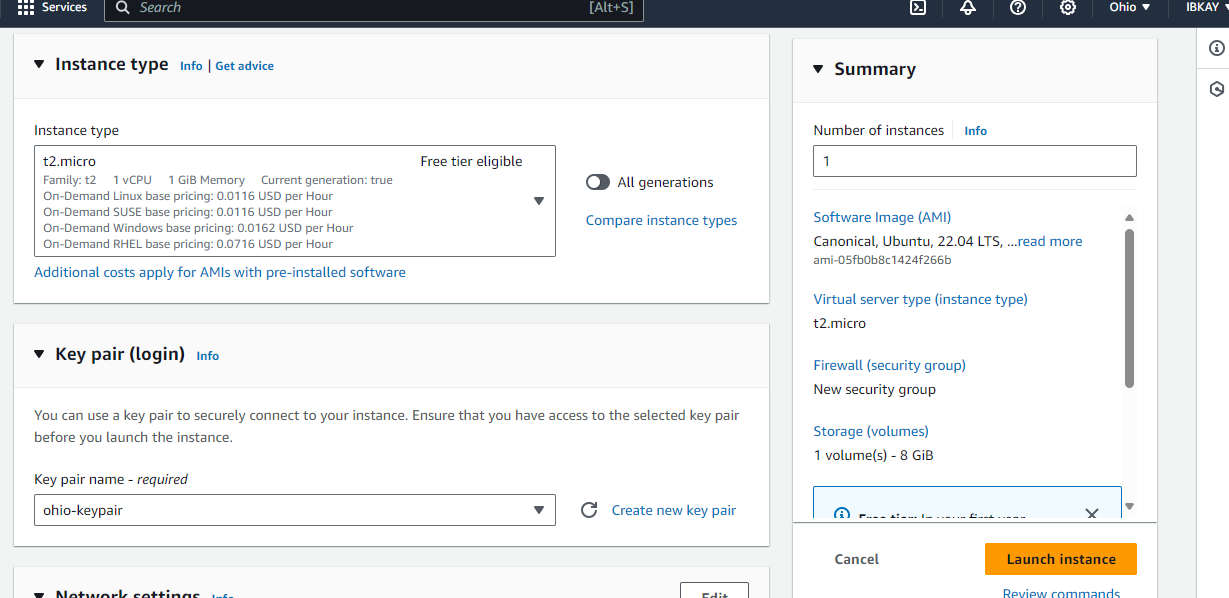 Services
Search
[Alt+S]
Ohio
IBKAY
Instance type Info | Get advice
Instance type
t2.micro Free tier eligible
Family: t2 1 vCPU 1 GiB Memory Current generation: true
On-Demand Linux base pricing: 0.0116 USD per Hour
On-Demand SUSE base pricing: 0.0116 USD per Hour
On-Demand Windows base pricing: 0.0162 USD per Hour
On-Demand RHEL base pricing: 0.0716 USD per Hour
All generations
Compare instance types
Additional costs apply for AMIs with pre-installed software
Key pair (login) Info
You can use a key pair to securely connect to your instance. Ensure that you have access to the selected key pair
before you launch the instance.
Key pair name - required
ohio-keypair
Create new key pair
Network settings Info
Edit
Summary
Number of instances Info
1
Software Image (AMI)
Canonical, Ubuntu, 22.04 LTS, ...read more
ami-05fb0b8c1424f266b
Virtual server type (instance type)
t2.micro
Firewall (security group)
New security group
Storage (volumes)
1 volume(s) - 8 GiB
Free tier: In your first year
Cancel
Launch instance
Review commands